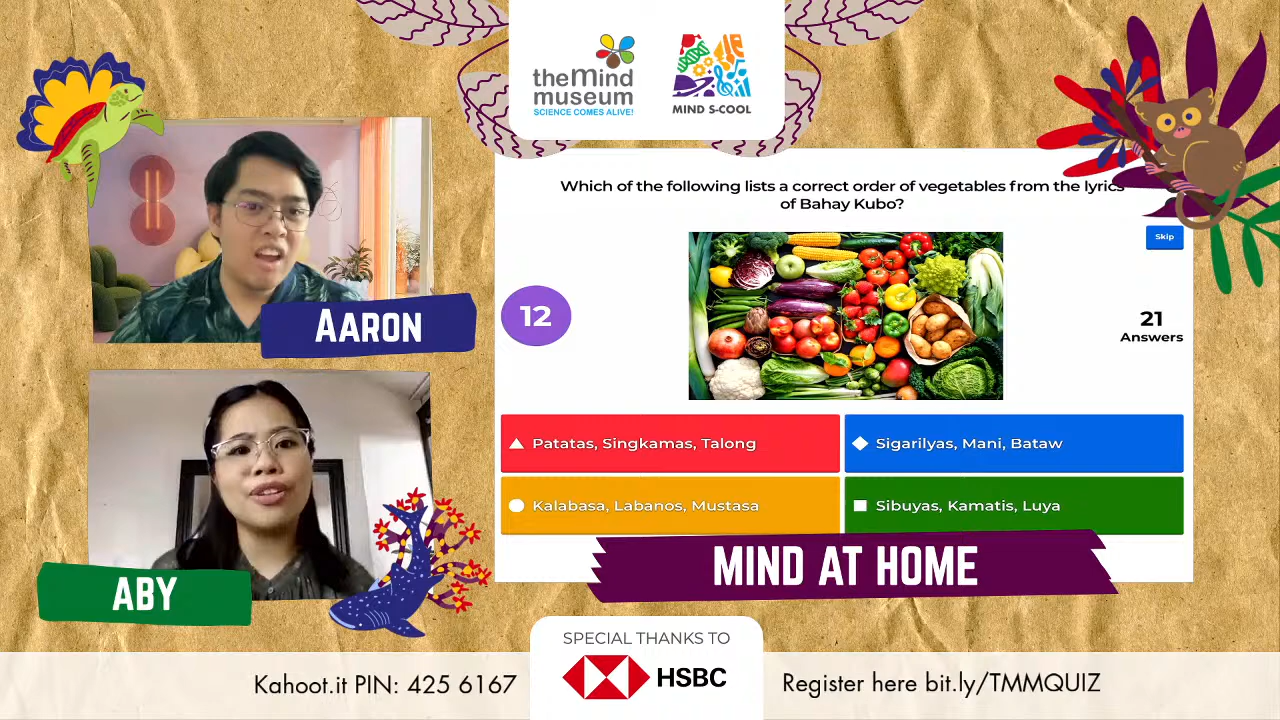 theMind
museum
SCIENCE COMES ALIVE!
MIND S-COOL
AARON
ABY
Which of the following lists a correct order of vegetables from the lyrics
of Bahay Kubo?
Skip
12
21
Answers
Patatas, Singkamas, Talong
Sigarilyas, Mani, Bataw
Kalabasa, Labanos, Mustasa
Sibuyas, Kamatis, Luya
MIND AT HOME
SPECIAL THANKS TO
HSBC
Kahoot.it PIN: 425 6167
Register here bit.ly/TMMQUIZ